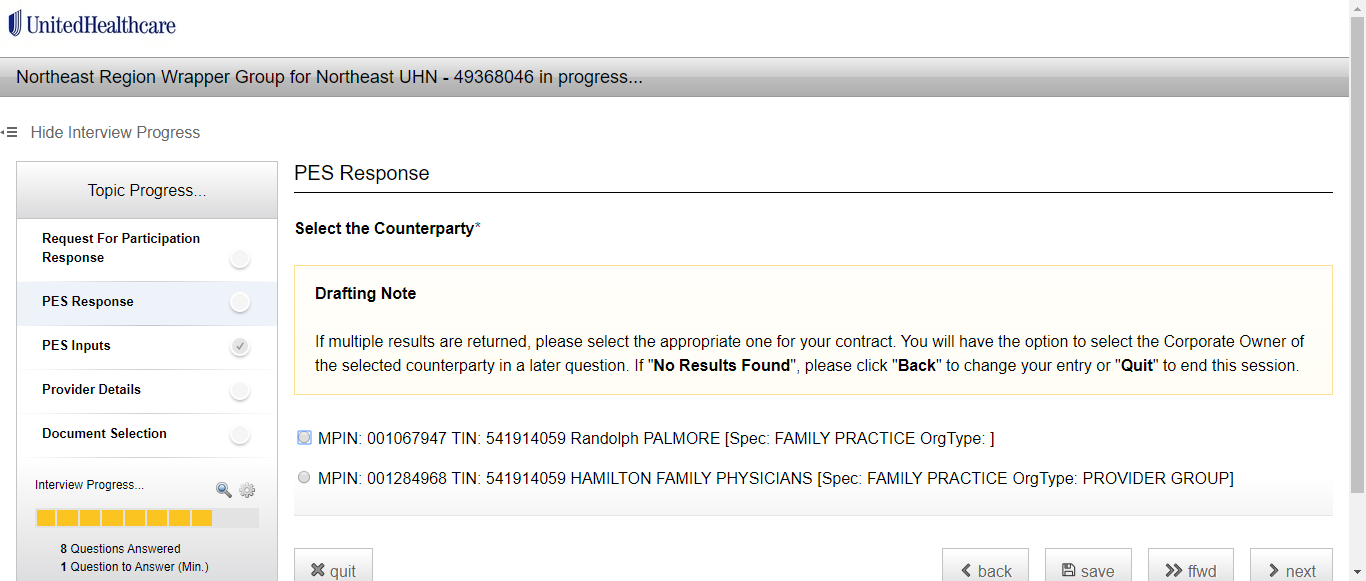 UnitedHealthcare
Northeast Region Wrapper Group for Northeast UHN - 49368046 in progress...
Hide Interview Progress
Topic Progress...
Request For Participation
Response
PES Response
PES Inputs
Provider Details
Document Selection
Interview Progress...
8 Questions Answered
1 Question to Answer (Min.)
PES Response
Select the Counterparty*
Drafting Note
If multiple results are returned, please select the appropriate one for your contract. You will have the option to select the Corporate Owner of
the selected counterparty in a later question. If "No Results Found", please click "Back" to change your entry or "Quit" to end this session.
MPIN: 001067947 TIN: 541914059 Randolph PALMORE [Spec: FAMILY PRACTICE OrgType: ]
MPIN: 001284968 TIN: 541914059 HAMILTON FAMILY PHYSICIANS [Spec: FAMILY PRACTICE OrgType: PROVIDER GROUP]
quit
back
save
ffwd
next